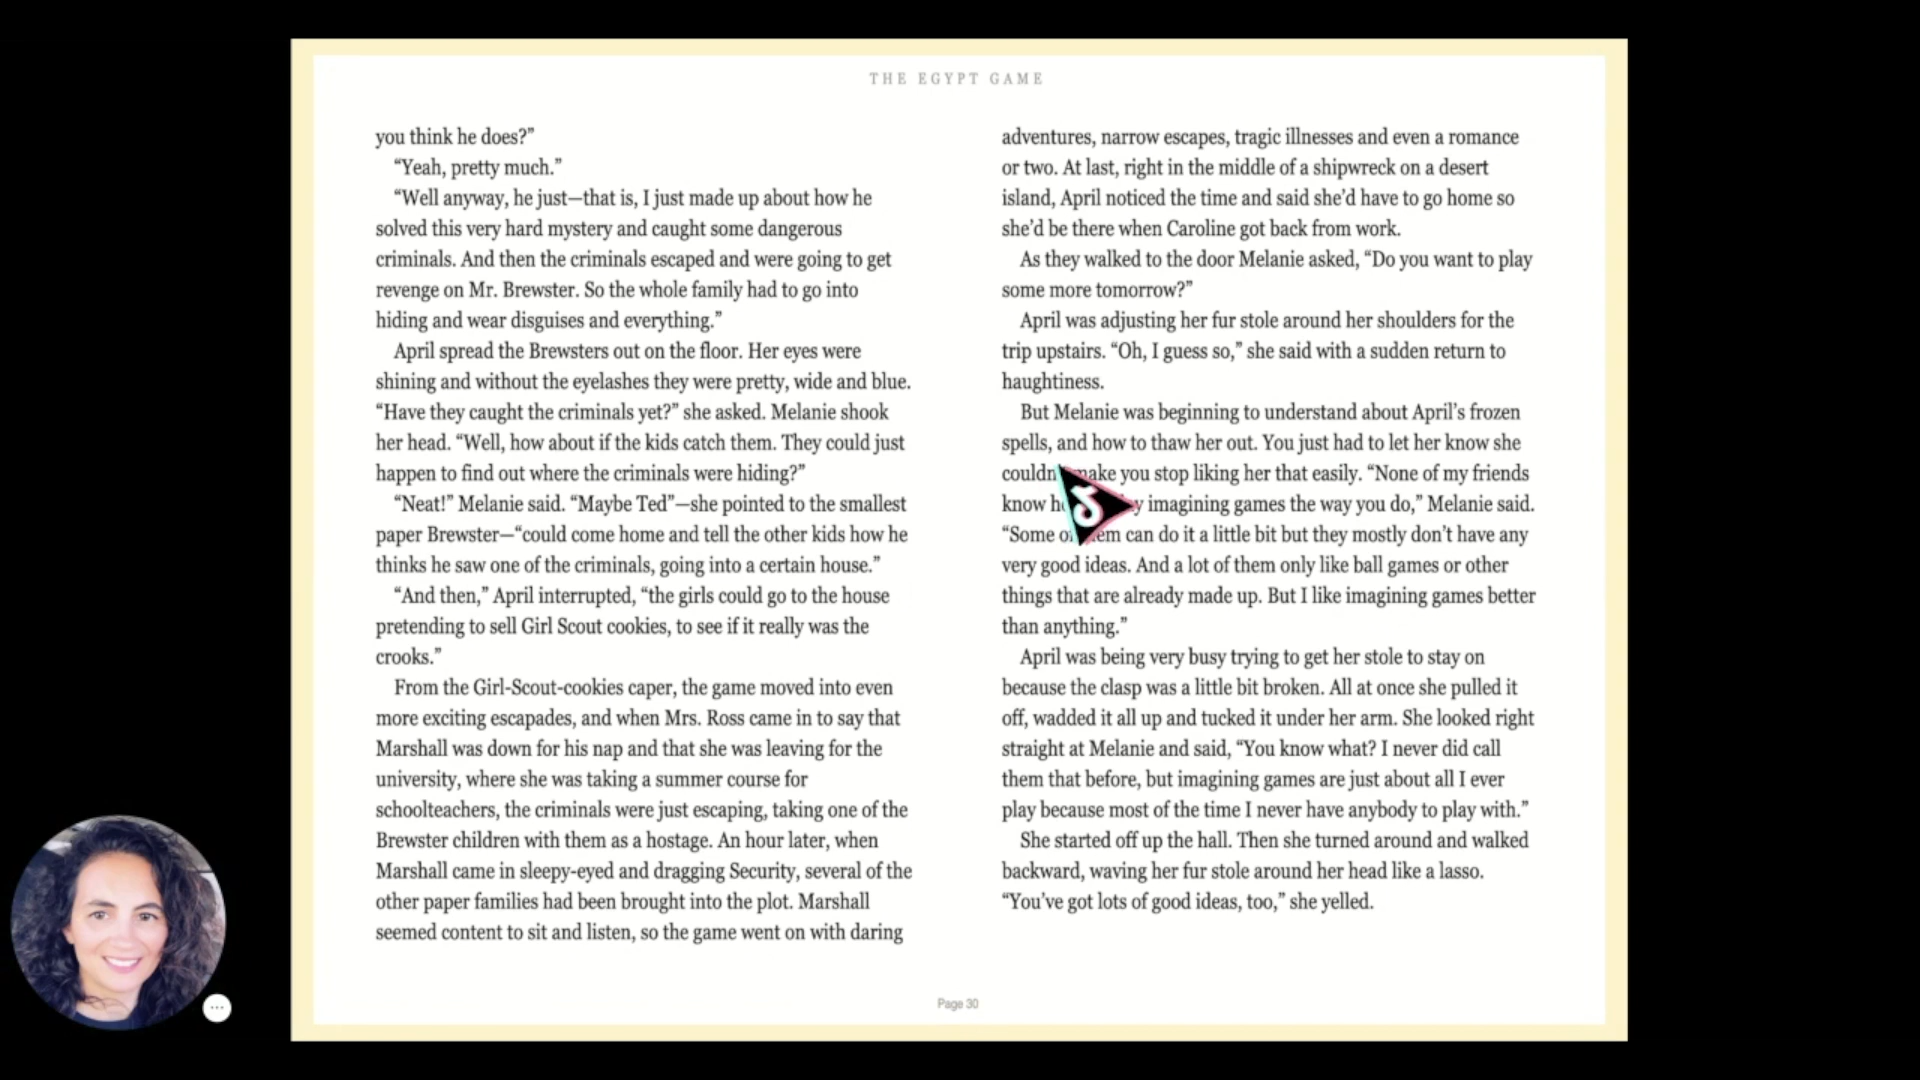 THE EGYPT GAME
you think he does?”
“Yeah, pretty much.”
“Well anyway, he just—that is, I just made up about how he
solved this very hard mystery and caught some dangerous
criminals. And then the criminals escaped and were going to get
revenge on Mr. Brewster. So the whole family had to go into
hiding and wear disguises and everything.”
April spread the Brewsters out on the floor. Her eyes were
shining and without the eyelashes they were pretty, wide and blue.
“Have they caught the criminals yet?” she asked. Melanie shook
her head. “Well, how about if the kids catch them. They could just
happen to find out where the criminals were hiding?”
“Neat!” Melanie said. “Maybe Ted”—she pointed to the smallest
paper Brewster—“could come home and tell the other kids how he
thinks he saw one of the criminals, going into a certain house.”
“And then,” April interrupted, “the girls could go to the house
pretending to sell Girl Scout cookies, to see if it really was the
crooks.”
From the Girl-Scout-cookies caper, the game moved into even
more exciting escapades, and when Mrs. Ross came in to say that
Marshall was down for his nap and that she was leaving for the
university, where she was taking a summer course for
schoolteachers, the criminals were just escaping, taking one of the
Brewster children with them as a hostage. An hour later, when
Marshall came in sleepy-eyed and dragging Security, several of the
other paper families had been brought into the plot. Marshall
seemed content to sit and listen, so the game went on with daring
adventures, narrow escapes, tragic illnesses and even a romance
or two. At last, right in the middle of a shipwreck on a desert
island, April noticed the time and said she’d have to go home so
she’d be there when Caroline got back from work.
As they walked to the door Melanie asked, “Do you want to play
some more tomorrow?”
April was adjusting her fur stole around her shoulders for the
trip upstairs. “Oh, I guess so,” she said with a sudden return to
haughtiness.
But Melanie was beginning to understand about April’s frozen
spells, and how to thaw her out. You just had to let her know she
make you stop liking her that easily. “None of my friends
know imagining games the way you do,” Melanie said.
“Some can do it a little bit but they mostly don’t have any
very good ideas. And a lot of them only like ball games or other
things that are already made up. But I like imagining games better
than anything.”
April was being very busy trying to get her stole to stay on
because the clasp was a little bit broken. All at once she pulled it
off, wadded it all up and tucked it under her arm. She looked right
straight at Melanie and said, “You know what? I never did call
them that before, but imagining games are just about all I ever
play because most of the time I never have anybody to play with.”
She started off up the hall. Then she turned around and walked
backward, waving her fur stole around her head like a lasso.
“You’ve got lots of good ideas, too,” she yelled.
Page 30